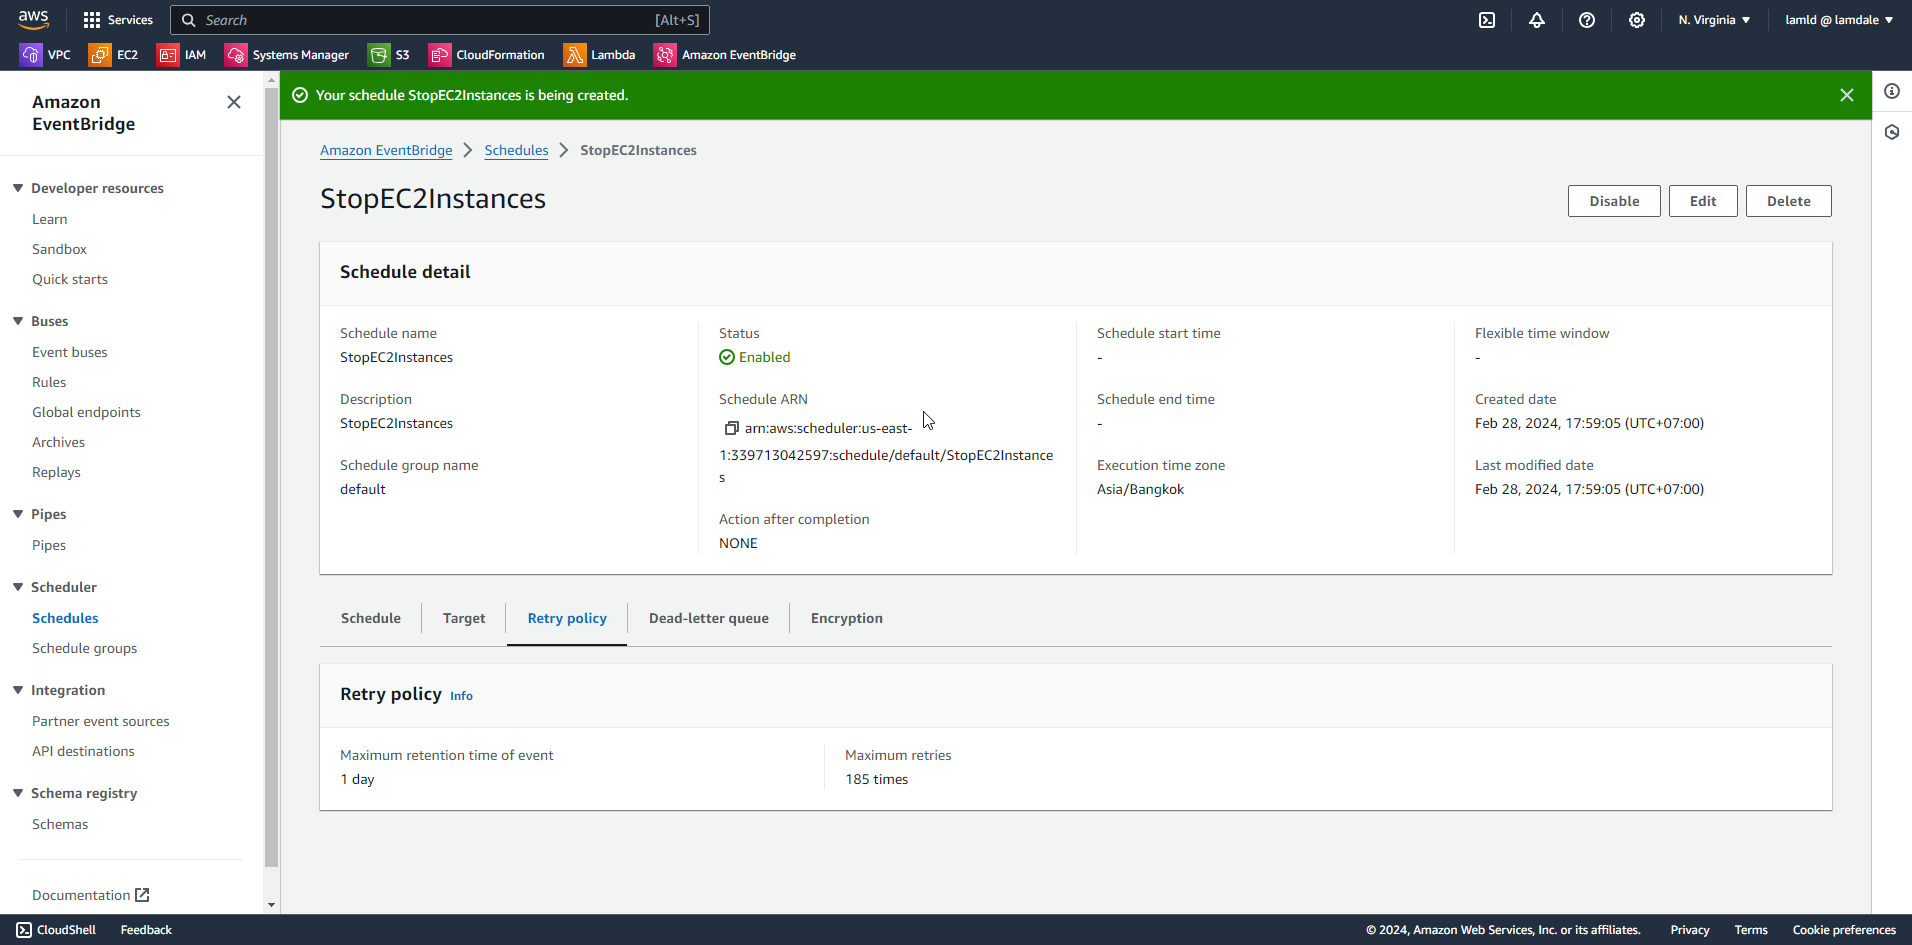 aws
Services
Search
[Alt+S]
N. Virginia
lamld @ lamdale
VPC
EC2
IAM
Systems Manager
S3
CloudFormation
Lambda
Amazon EventBridge
Amazon
EventBridge
Developer resources
Learn
Sandbox
Quick starts
Buses
Event buses
Rules
Global endpoints
Archives
Replays
Pipes
Pipes
Scheduler
Schedules
Schedule groups
Integration
Partner event sources
API destinations
Schema registry
Schemas
Documentation
Your schedule StopEC2Instances is being created.
Amazon EventBridge
Schedules
StopEC2Instances
StopEC2Instances
Disable
Edit
Delete
Schedule detail
Schedule name
StopEC2Instances
Description
StopEC2Instances
Schedule group name
default
Status
Enabled
Schedule ARN
arn:aws:scheduler:us-east-
1:339713042597:schedule/default/StopEC2Instance
s
Action after completion
NONE
Schedule start time
-
Schedule end time
-
Execution time zone
Asia/Bangkok
Flexible time window
-
Created date
Feb 28, 2024, 17:59:05 (UTC+07:00)
Last modified date
Feb 28, 2024, 17:59:05 (UTC+07:00)
Schedule
Target
Retry policy
Dead-letter queue
Encryption
Retry policy Info
Maximum retention time of event
1 day
Maximum retries
185 times
CloudShell
Feedback
© 2024, Amazon Web Services, Inc. or its affiliates.
Privacy
Terms
Cookie preferences